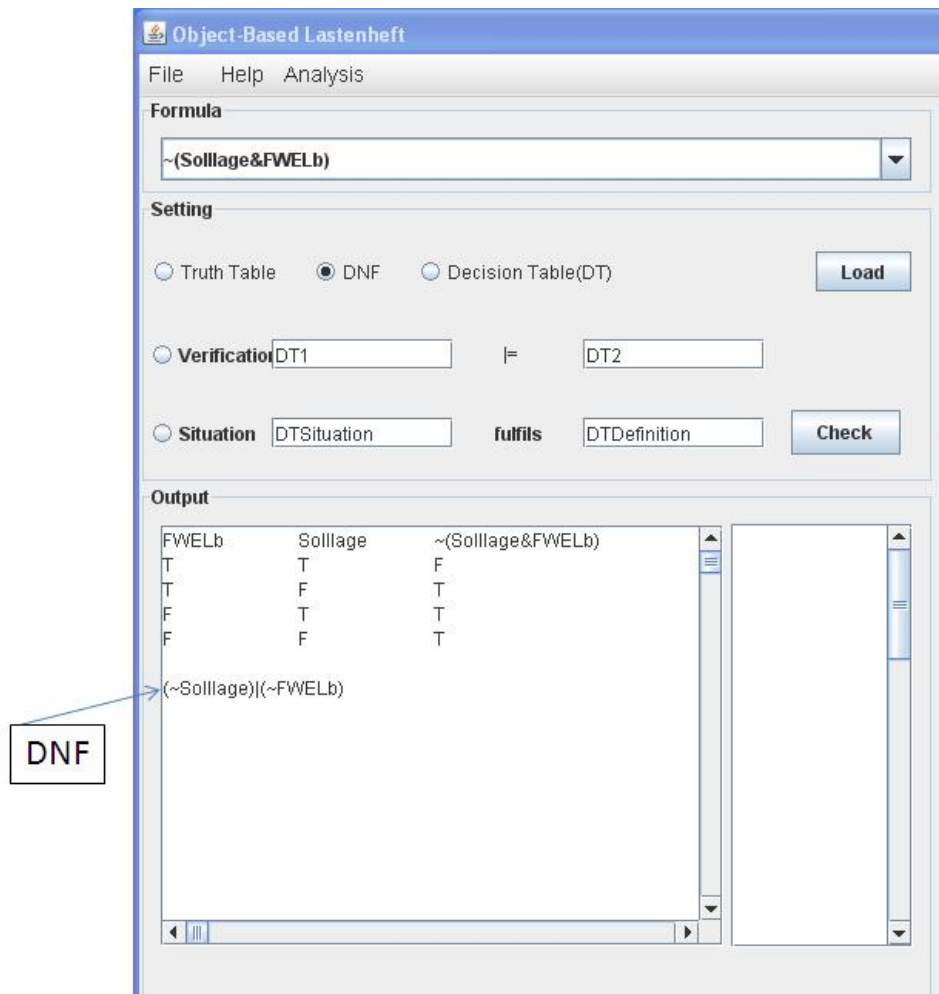 Object-Based Lastenheft
File Help Analysis
Formula
~(Solllage&FWELb)
Setting
Truth Table DNF Decision Table(DT) Load
Verification DT1 |= DT2
Situation DTSituation fulfils DTDefinition Check
Output
FWELb Solllage ~(Solllage&FWELb)
T T F
T F T
F T T
F F T
(~Solllage)|(~FWELb)
DNF